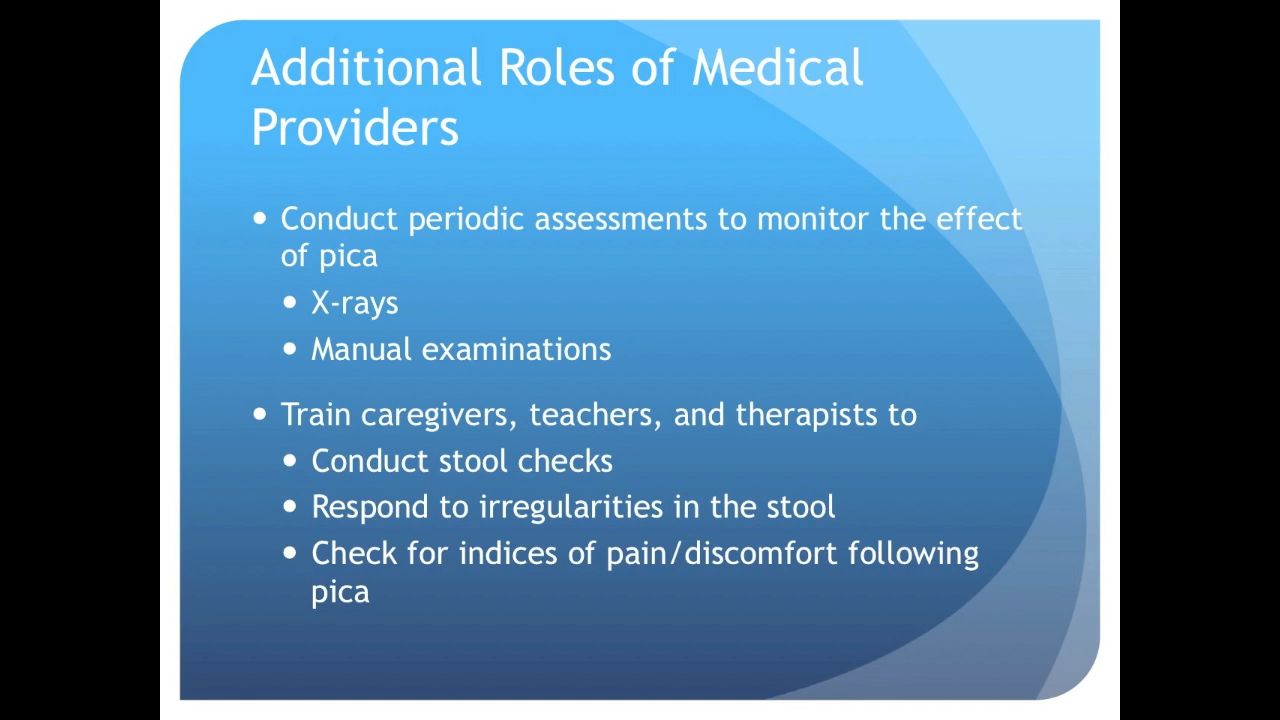 Additional Roles of Medical
Providers
• Conduct periodic assessments to monitor the effect
of pica
• X-rays
• Manual examinations
• Train caregivers, teachers, and therapists to
• Conduct stool checks
• Respond to irregularities in the stool
• Check for indices of pain/discomfort following
pica